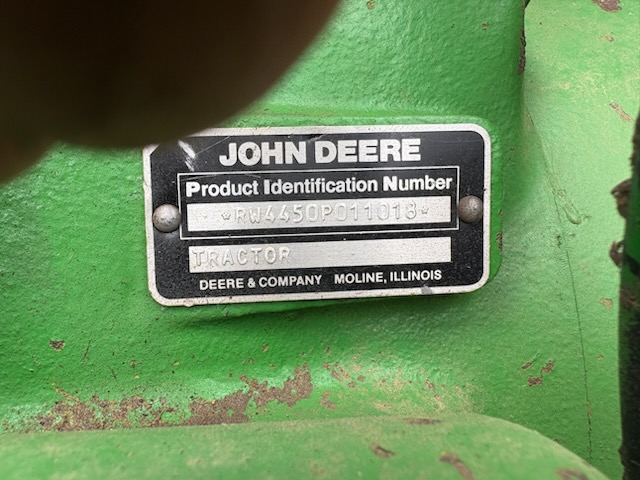 JOHN DEERE
Product Identification Number
*RW4450P011018*
TRACTOR
DEERE & COMPANY MOLINE, ILLINOIS